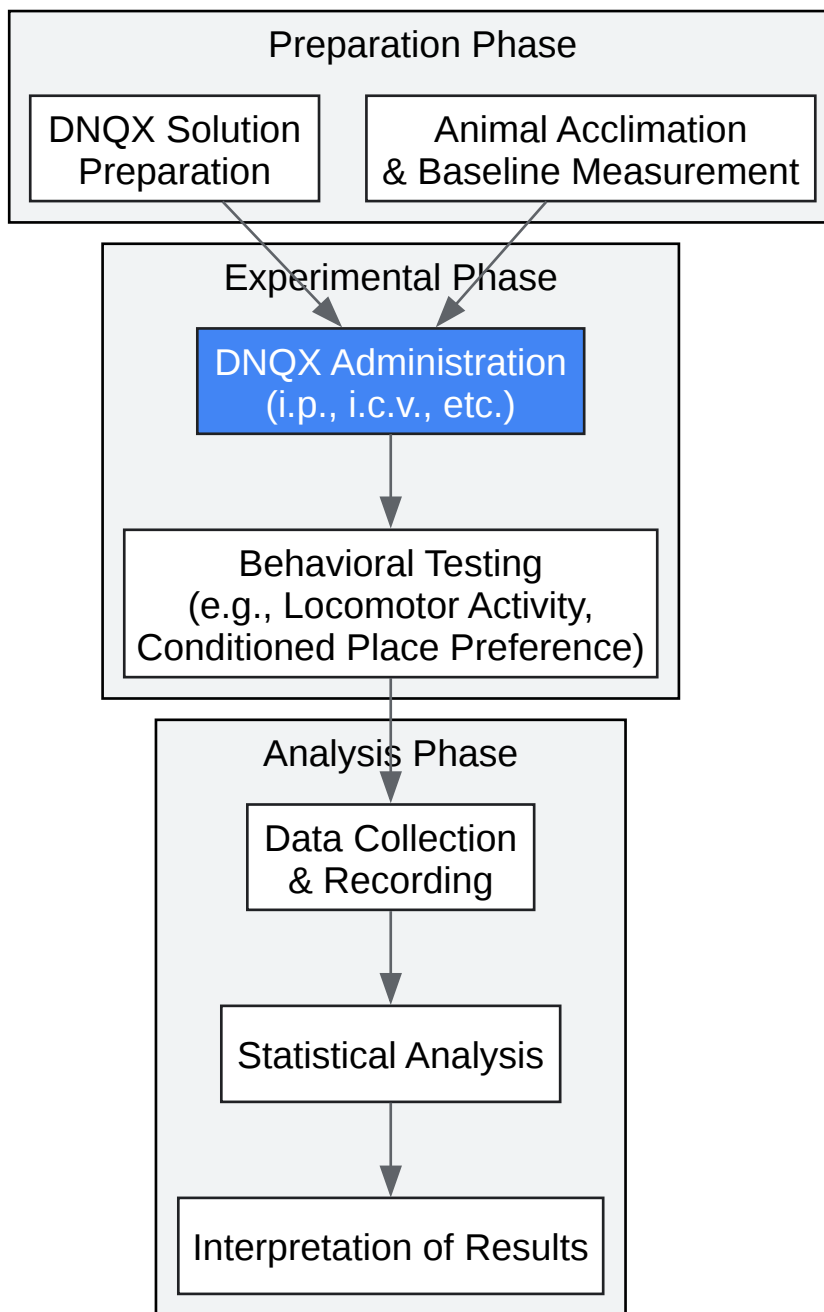 Preparation Phase
DNQX Solution
Preparation
Animal Acclimation
& Baseline Measurement
Experimental Phase
DNQX Administration
(i.p., i.c.v., etc.)
Behavioral Testing
(e.g., Locomotor Activity,
Conditioned Place Preference)
Analysis Phase
Data Collection
& Recording
Statistical Analysis
Interpretation of Results